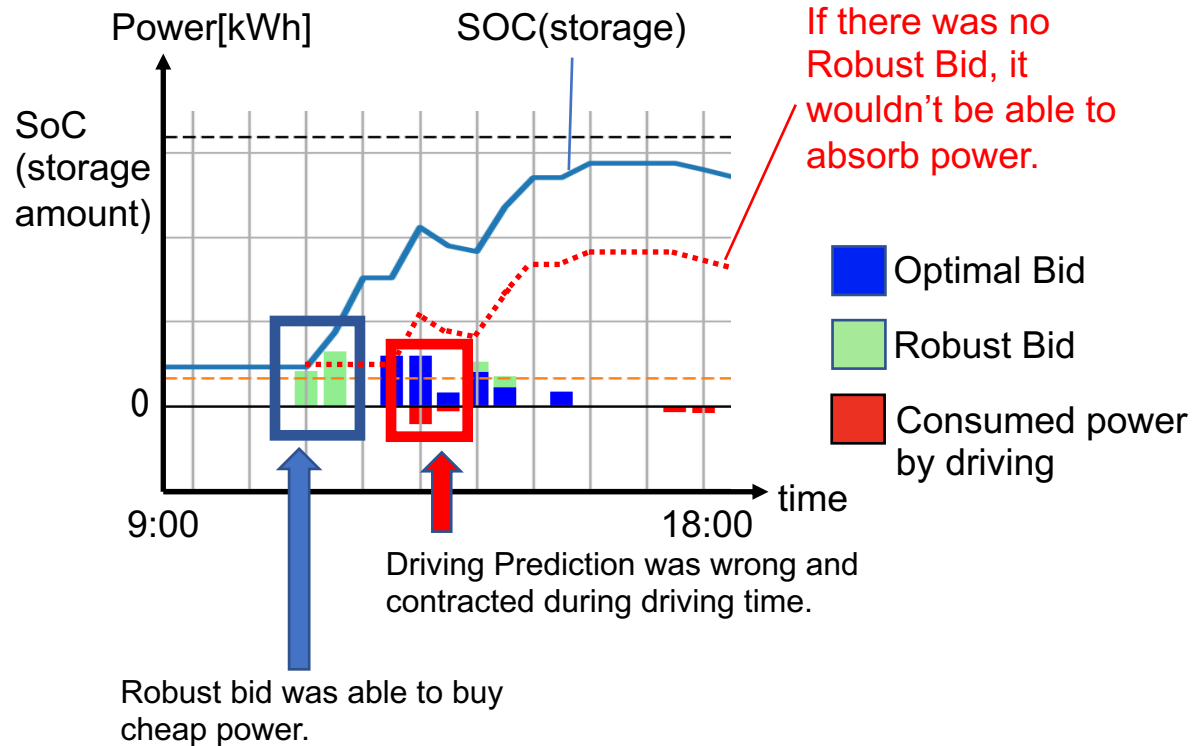 Power[kWh]
SOC(storage)
If there was no
Robust Bid, it
wouldn’t be able to
absorb power.
SoC
(storage
amount)
0
Optimal Bid
Robust Bid
Consumed power
by driving
time
9:00
18:00
Driving Prediction was wrong and
contracted during driving time.
Robust bid was able to buy
cheap power.